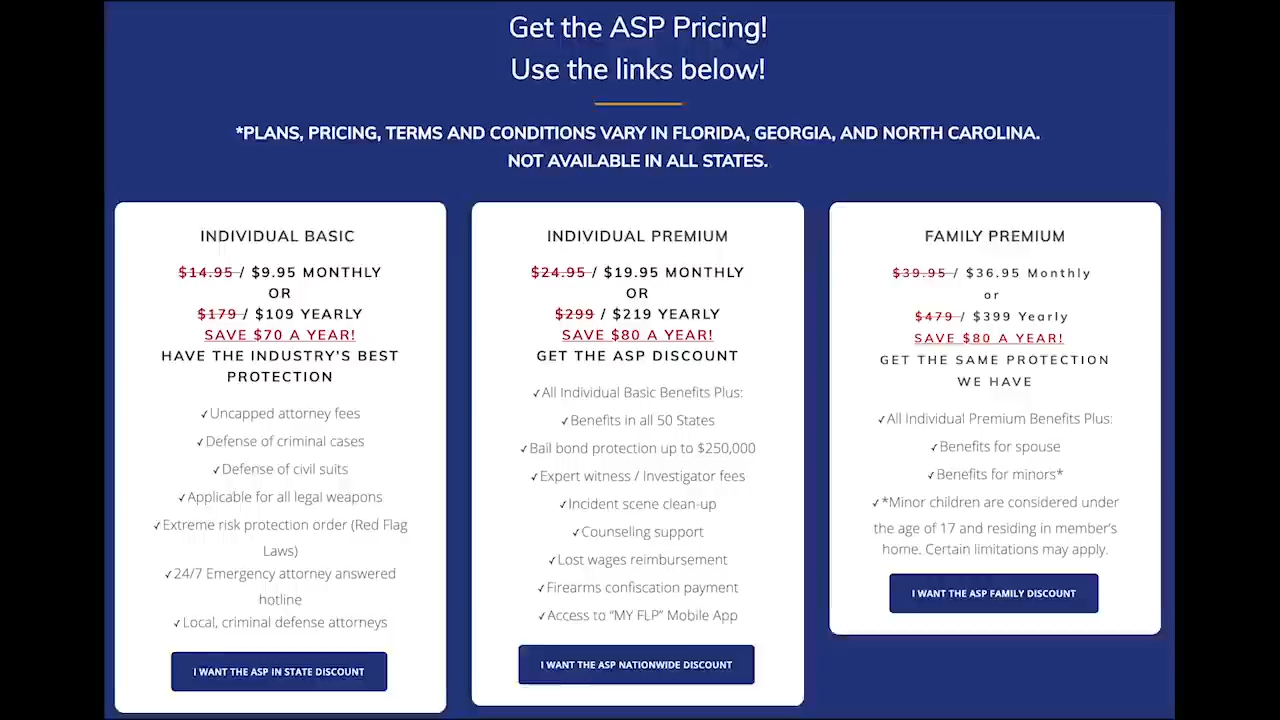 Get the ASP Pricing!
Use the links below!
*PLANS, PRICING, TERMS AND CONDITIONS VARY IN FLORIDA, GEORGIA, AND NORTH CAROLINA.
NOT AVAILABLE IN ALL STATES.
INDIVIDUAL BASIC
$14.95 / $9.95 MONTHLY
OR
$179 / $109 YEARLY
SAVE $70 A YEAR!
HAVE THE INDUSTRY'S BEST
PROTECTION
✓Uncapped attorney fees
✓Defense of criminal cases
✓Defense of civil suits
✓Applicable for all legal weapons
✓Extreme risk protection order (Red Flag
Laws)
✓24/7 Emergency attorney answered
hotline
✓Local, criminal defense attorneys
I WANT THE ASP IN STATE DISCOUNT
INDIVIDUAL PREMIUM
$24.95 / $19.95 MONTHLY
OR
$299 / $219 YEARLY
SAVE $80 A YEAR!
GET THE ASP DISCOUNT
✓All Individual Basic Benefits Plus:
✓Benefits in all 50 States
✓Bail bond protection up to $250,000
✓Expert witness / Investigator fees
✓Incident scene clean-up
✓Counseling support
✓Lost wages reimbursement
✓Firearms confiscation payment
✓Access to “MY FLP” Mobile App
I WANT THE ASP NATIONWIDE DISCOUNT
FAMILY PREMIUM
$39.95 / $36.95 Monthly
or
$479 / $399 Yearly
SAVE $80 A YEAR!
GET THE SAME PROTECTION
WE HAVE
✓All Individual Premium Benefits Plus:
✓Benefits for spouse
✓Benefits for minors*
✓*Minor children are considered under
the age of 17 and residing in member's
home. Certain limitations may apply.
I WANT THE ASP FAMILY DISCOUNT